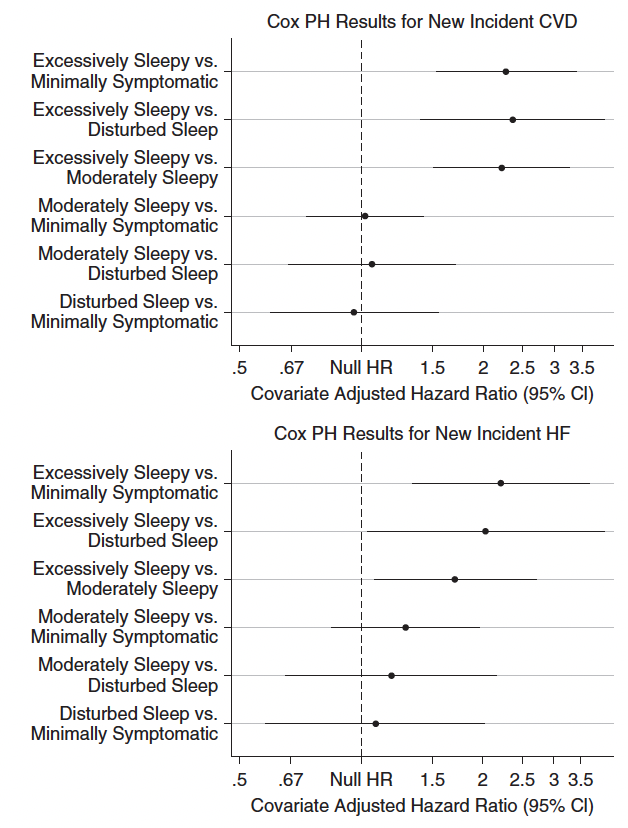 Cox PH Results for New Incident CVD
Excessively Sleepy vs.
Minimally Symptomatic
Excessively Sleepy vs.
Disturbed Sleep
Excessively Sleepy vs.
Moderately Sleepy
Moderately Sleepy vs.
Minimally Symptomatic
Moderately Sleepy vs.
Disturbed Sleep
Disturbed Sleep vs.
Minimally Symptomatic
.5 .67 Null HR 1.5 2 2.5 3 3.5
Covariate Adjusted Hazard Ratio (95% CI)
Cox PH Results for New Incident HF
Excessively Sleepy vs.
Minimally Symptomatic
Excessively Sleepy vs.
Disturbed Sleep
Excessively Sleepy vs.
Moderately Sleepy
Moderately Sleepy vs.
Minimally Symptomatic
Moderately Sleepy vs.
Disturbed Sleep
Disturbed Sleep vs.
Minimally Symptomatic
.5 .67 Null HR 1.5 2 2.5 3 3.5
Covariate Adjusted Hazard Ratio (95% CI)